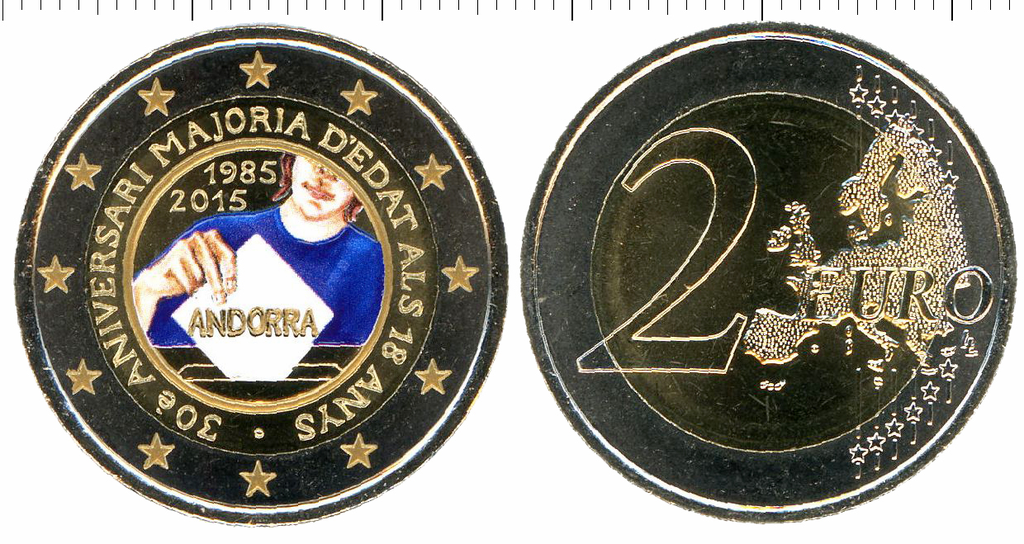 30è ANIVERSARI MAJORIA D'EDAT ALS 18 ANYS
1985
2015
ANDORRA
2 EURO